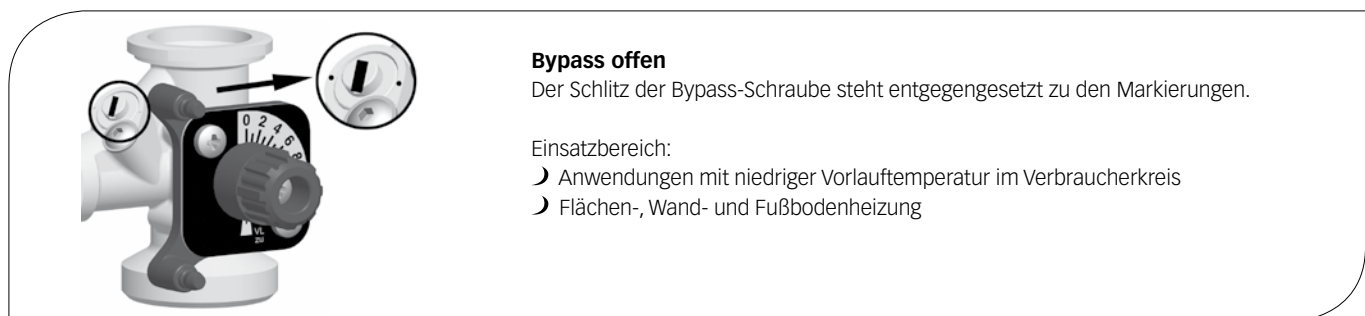 Bypass offen
Der Schlitz der Bypass-Schraube steht entgegengesetzt zu den Markierungen.
Einsatzbereich:
Anwendungen mit niedriger Vorlauftemperatur im Verbraucherkreis
Flächen-, Wand- und Fußbodenheizung
0 2 4 6 8
VL
zu